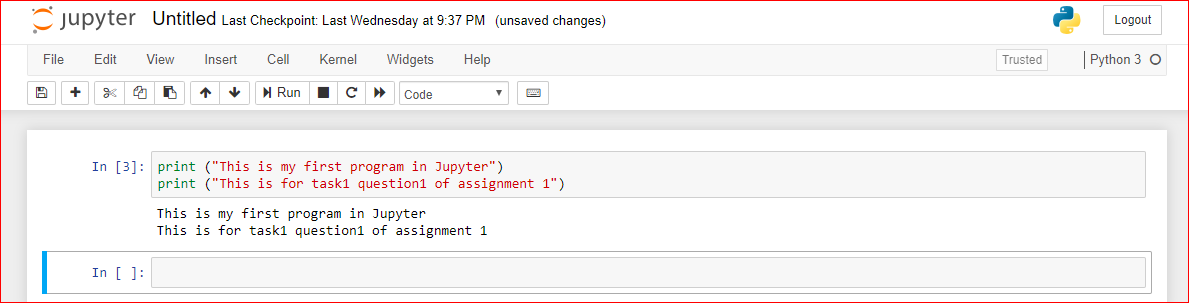 jupyter Untitled Last Checkpoint: Last Wednesday at 9:37 PM (unsaved changes) Logout
File Edit View Insert Cell Kernel Widgets Help Trusted Python 3
Run Code
In [3]: print ("This is my first program in Jupyter")
print ("This is for task1 question1 of assignment 1")
This is my first program in Jupyter
This is for task1 question1 of assignment 1
In [ ]: